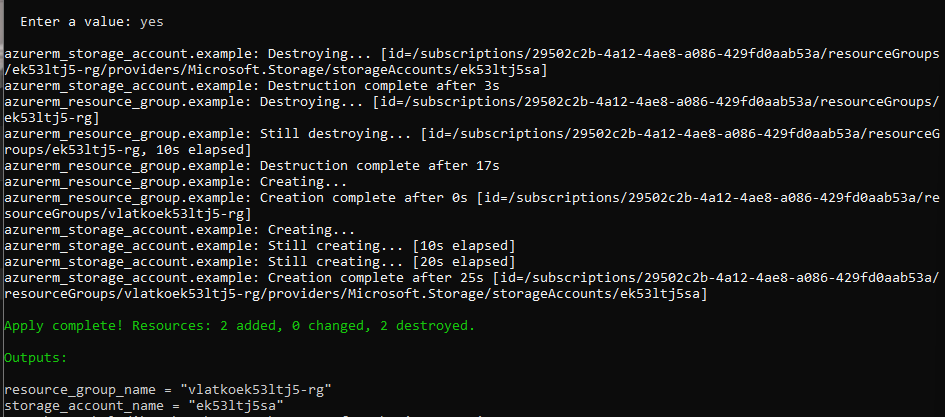 Enter a value: yes
azurerm_storage_account.example: Destroying... [id=/subscriptions/29502c2b-4a12-4ae8-a086-429fd0aab53a/resourceGroups
/ek53ltj5-rg/providers/Microsoft.Storage/storageAccounts/ek53ltj5sa]
azurerm_storage_account.example: Destruction complete after 3s
azurerm_resource_group.example: Destroying... [id=/subscriptions/29502c2b-4a12-4ae8-a086-429fd0aab53a/resourceGroups/
ek53ltj5-rg]
azurerm_resource_group.example: Still destroying... [id=/subscriptions/29502c2b-4a12-4ae8-a086-429fd0aab53a/resourceG
roups/ek53ltj5-rg, 10s elapsed]
azurerm_resource_group.example: Destruction complete after 17s
azurerm_resource_group.example: Creating...
azurerm_resource_group.example: Creation complete after 0s [id=/subscriptions/29502c2b-4a12-4ae8-a086-429fd0aab53a/re
sourceGroups/vlatkoek53ltj5-rg]
azurerm_storage_account.example: Creating...
azurerm_storage_account.example: Still creating... [10s elapsed]
azurerm_storage_account.example: Still creating... [20s elapsed]
azurerm_storage_account.example: Creation complete after 25s [id=/subscriptions/29502c2b-4a12-4ae8-a086-429fd0aab53a/
resourceGroups/vlatkoek53ltj5-rg/providers/Microsoft.Storage/storageAccounts/ek53ltj5sa]
Apply complete! Resources: 2 added, 0 changed, 2 destroyed.
Outputs:
resource_group_name = "vlatkoek53ltj5-rg"
storage_account_name = "ek53ltj5sa"